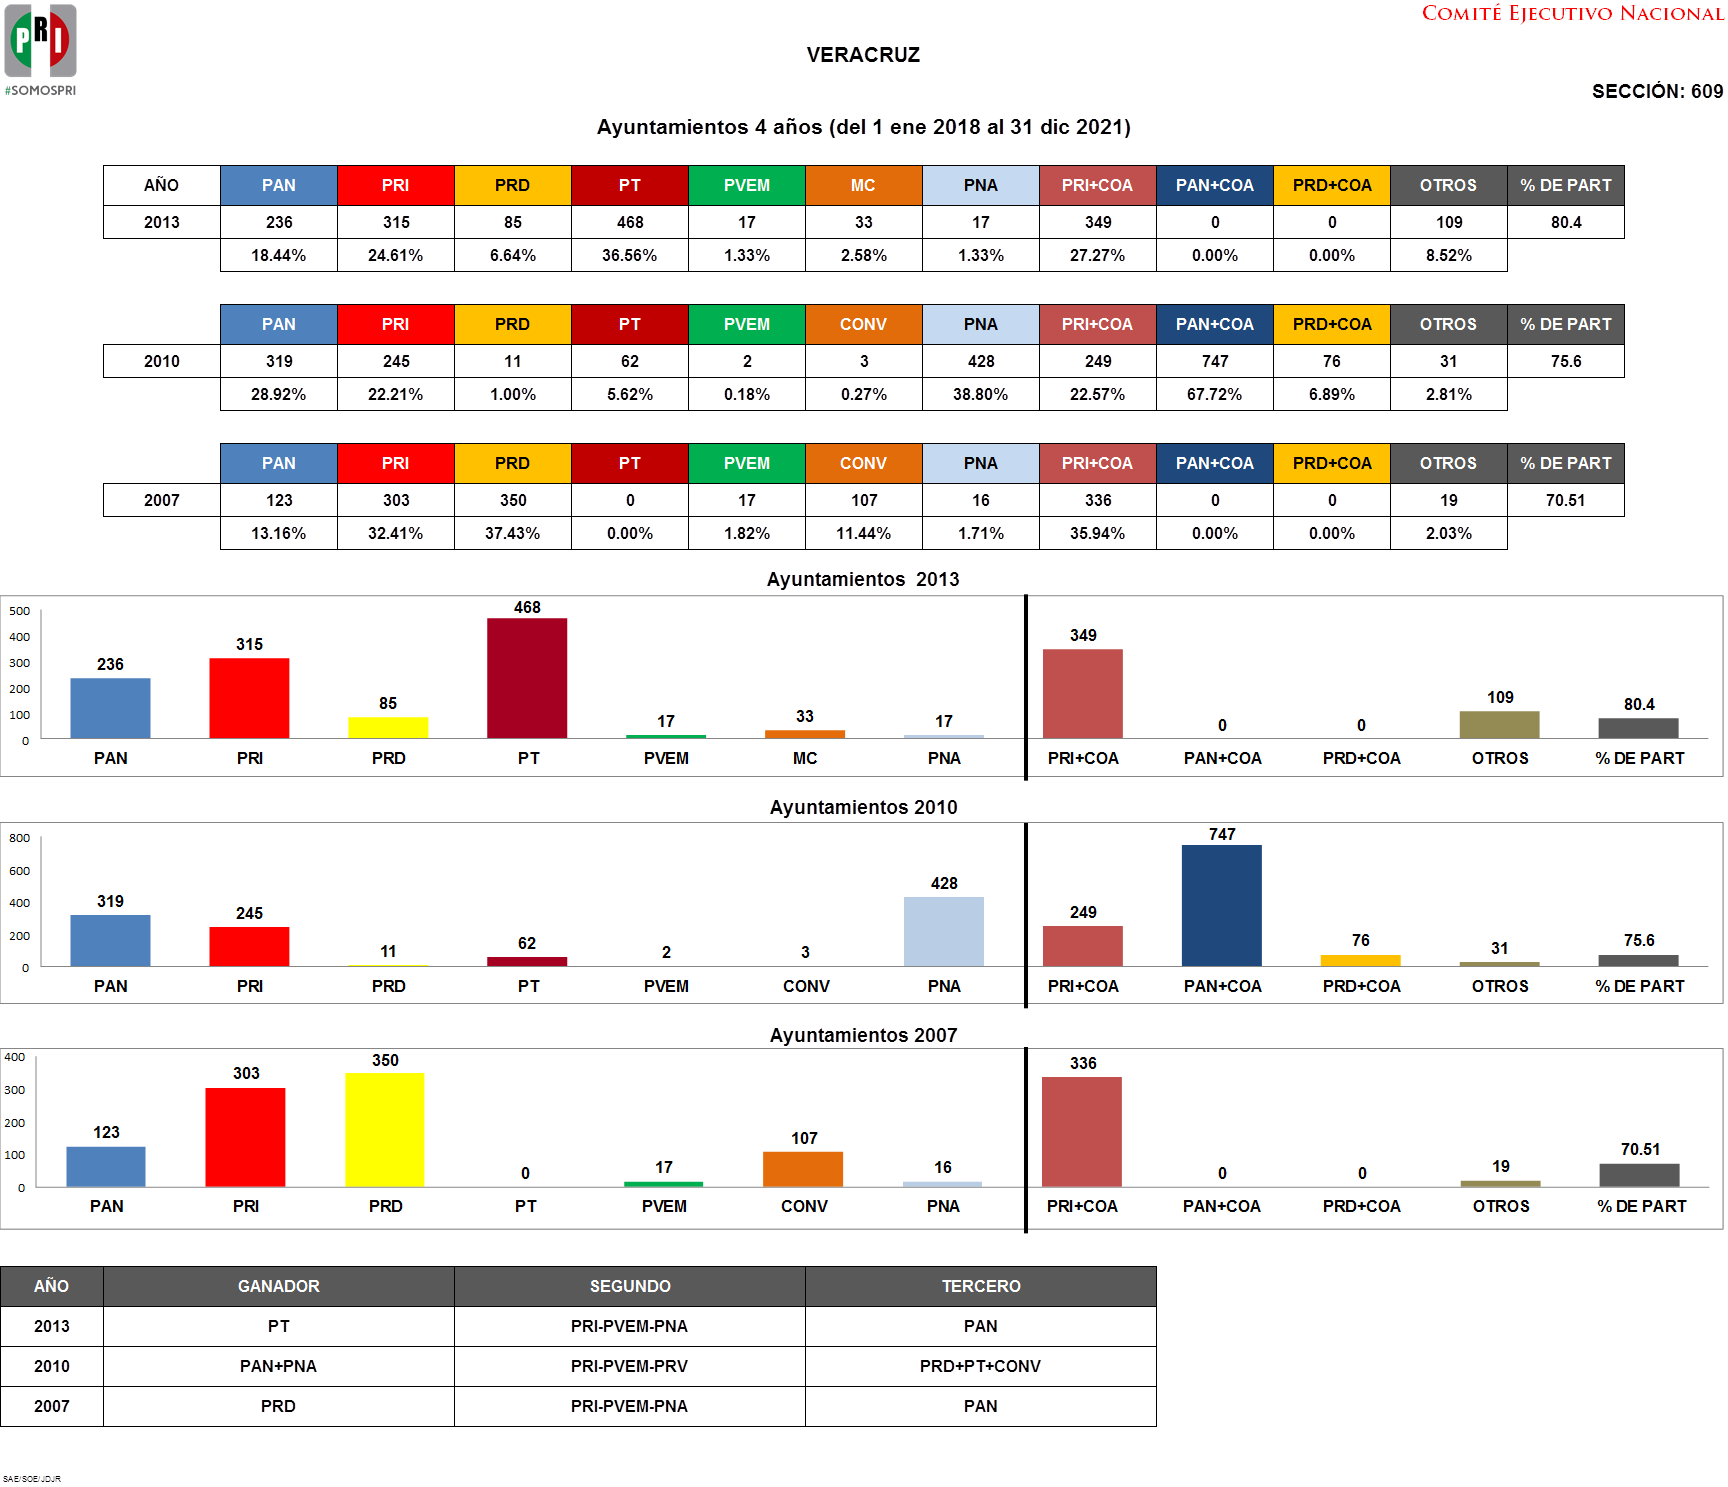 PRI
#SOMOSPRI
COMITÉ EJECUTIVO NACIONAL
VERACRUZ
SECCIÓN: 609
Ayuntamientos 4 años (del 1 ene 2018 al 31 dic 2021)
AÑO PAN PRI PRD PT PVEM MC PNA PRI+COA PAN+COA PRD+COA OTROS % DE PART
2013 236 315 85 468 17 33 17 349 0 0 109 80.4
18.44% 24.61% 6.64% 36.56% 1.33% 2.58% 1.33% 27.27% 0.00% 0.00% 8.52%
PAN PRI PRD PT PVEM CONV PNA PRI+COA PAN+COA PRD+COA OTROS % DE PART
2010 319 245 11 62 2 3 428 249 747 76 31 75.6
28.92% 22.21% 1.00% 5.62% 0.18% 0.27% 38.80% 22.57% 67.72% 6.89% 2.81%
PAN PRI PRD PT PVEM CONV PNA PRI+COA PAN+COA PRD+COA OTROS % DE PART
2007 123 303 350 0 17 107 16 336 0 0 19 70.51
13.16% 32.41% 37.43% 0.00% 1.82% 11.44% 1.71% 35.94% 0.00% 0.00% 2.03%
Ayuntamientos 2013
500
400
300
200
100
0
236 315 85 468 17 33 17 349 0 0 109 80.4
PAN PRI PRD PT PVEM MC PNA PRI+COA PAN+COA PRD+COA OTROS % DE PART
Ayuntamientos 2010
800
600
400
200
0
319 245 11 62 2 3 428 249 747 76 31 75.6
PAN PRI PRD PT PVEM CONV PNA PRI+COA PAN+COA PRD+COA OTROS % DE PART
Ayuntamientos 2007
400
300
200
100
0
123 303 350 0 17 107 16 336 0 0 19 70.51
PAN PRI PRD PT PVEM CONV PNA PRI+COA PAN+COA PRD+COA OTROS % DE PART
AÑO GANADOR SEGUNDO TERCERO
2013 PT PRI-PVEM-PNA PAN
2010 PAN+PNA PRI-PVEM-PRV PRD+PT+CONV
2007 PRD PRI-PVEM-PNA PAN
SAE/SOE/JDJR